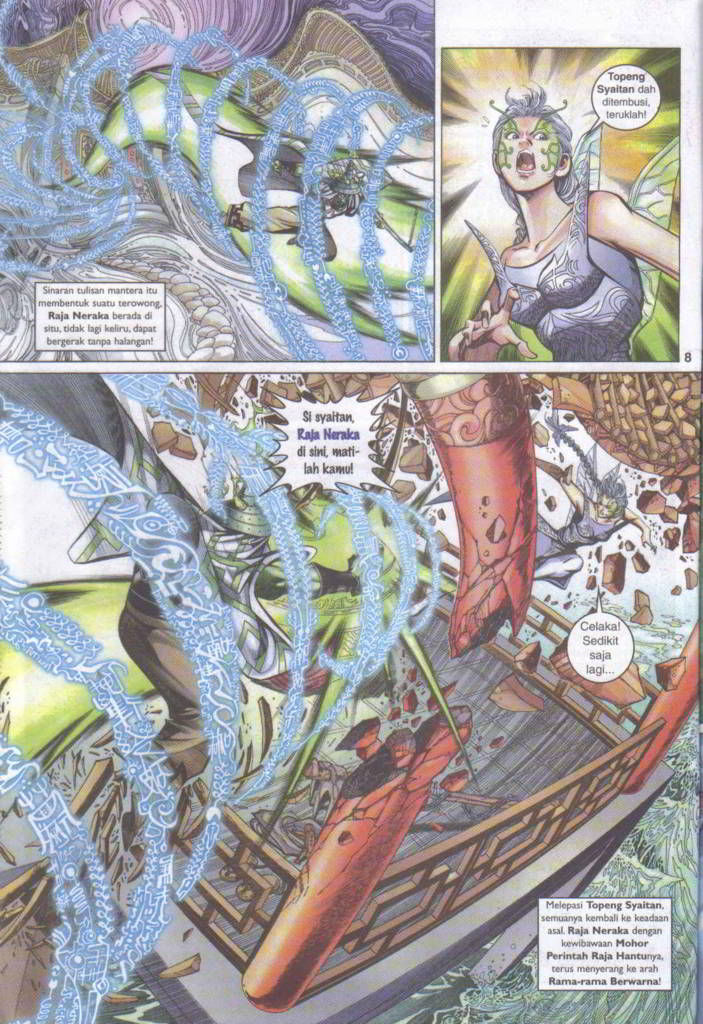 Sinaran tulisan mantera itu
membentuk suatu terowong,
Raja Neraka berada di
situ, tidak lagi keliru, dapat
bergerak tanpa halangan!
Topeng
Syaitan dah
ditembusi,
teruklah!
8
Si syaitan,
Raja Neraka
di sini, mati-
lah kamu!
Celaka!
Sedikit
saja
lagi...
Melepasi Topeng Syaitan,
semuanya kembali ke keadaan
asal. Raja Neraka dengan
kewibawaan Mohor
Perintah Raja Hantunya,
terus menyerang ke arah
Rama-rama Berwarna!